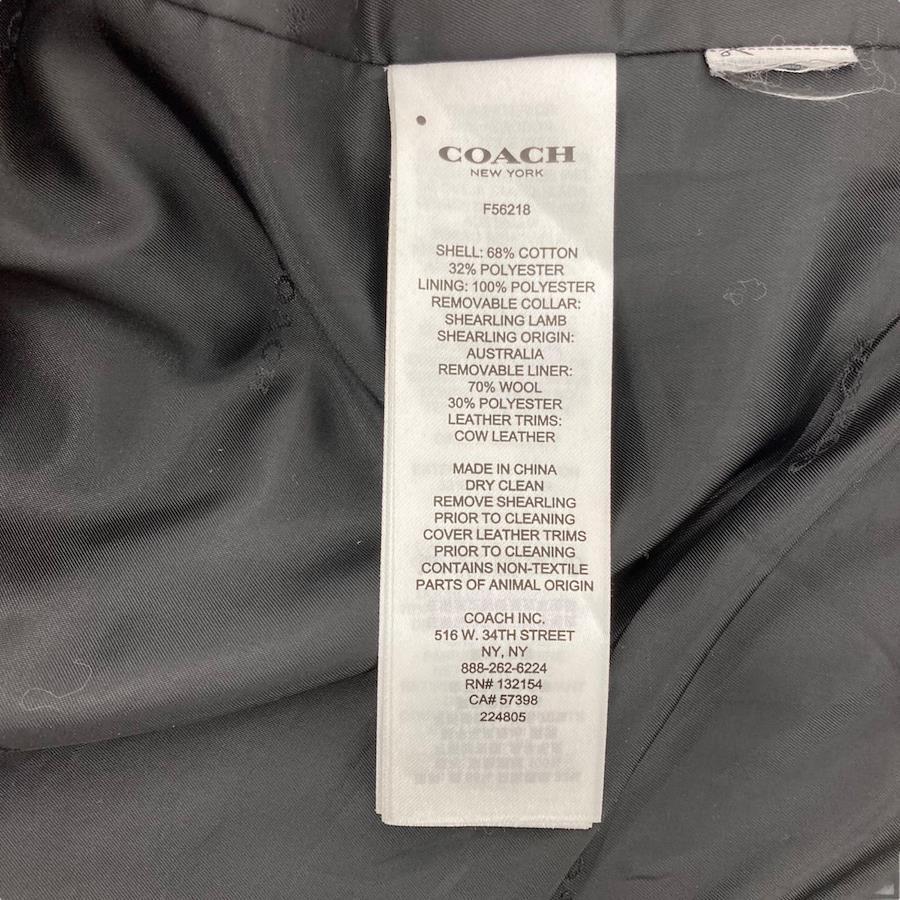 COACH
NEW YORK
F56218
SHELL: 68% COTTON
32% POLYESTER
LINING: 100% POLYESTER
REMOVABLE COLLAR:
SHEARLING LAMB
SHEARLING ORIGIN:
AUSTRALIA
REMOVABLE LINER:
70% WOOL
30% POLYESTER
LEATHER TRIMS:
COW LEATHER
MADE IN CHINA
DRY CLEAN
REMOVE SHEARLING
PRIOR TO CLEANING
COVER LEATHER TRIMS
PRIOR TO CLEANING
CONTAINS NON-TEXTILE
PARTS OF ANIMAL ORIGIN
COACH INC.
516 W. 34TH STREET
NY, NY
888-262-6224
RN# 132154
CA# 57398
224805